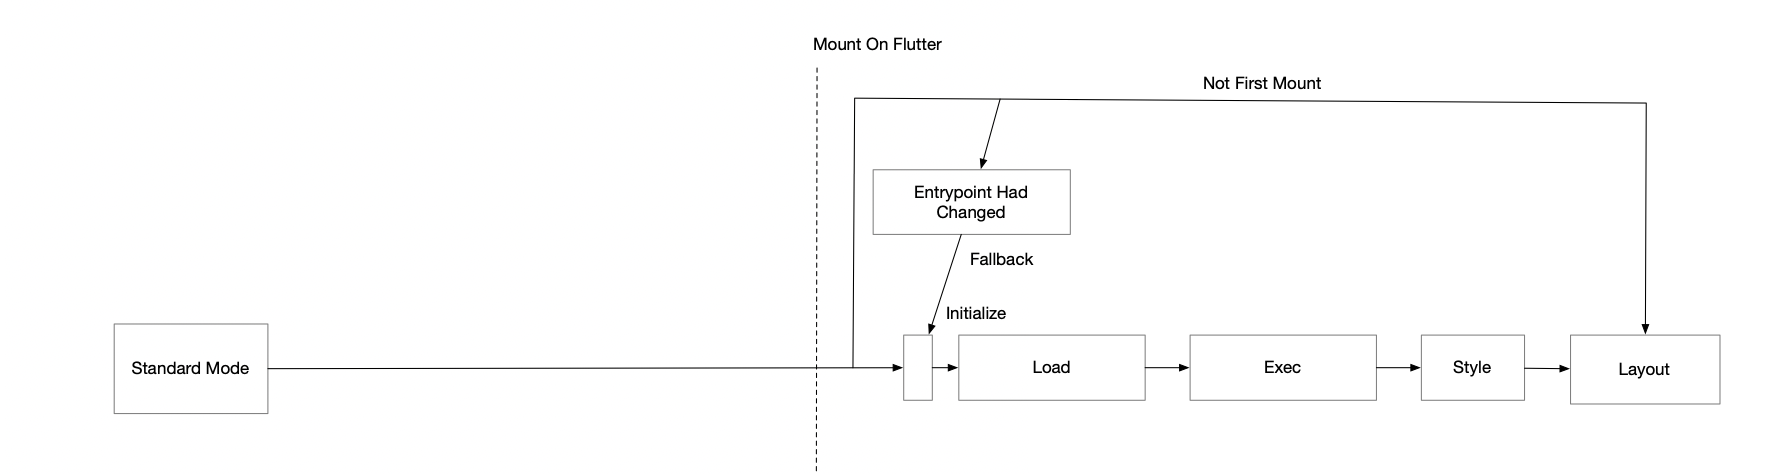 Mount On Flutter
Not First Mount
Entrypoint Had
Changed
Fallback
Initialize
Standard Mode
Load
Exec
Style
Layout